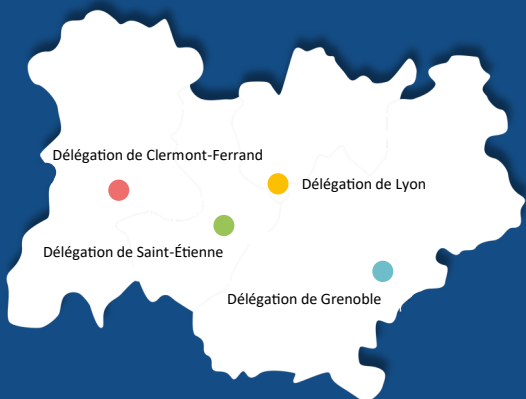 Délégation de Clermont-Ferrand
Délégation de Lyon
Délégation de Saint-Étienne
Délégation de Grenoble